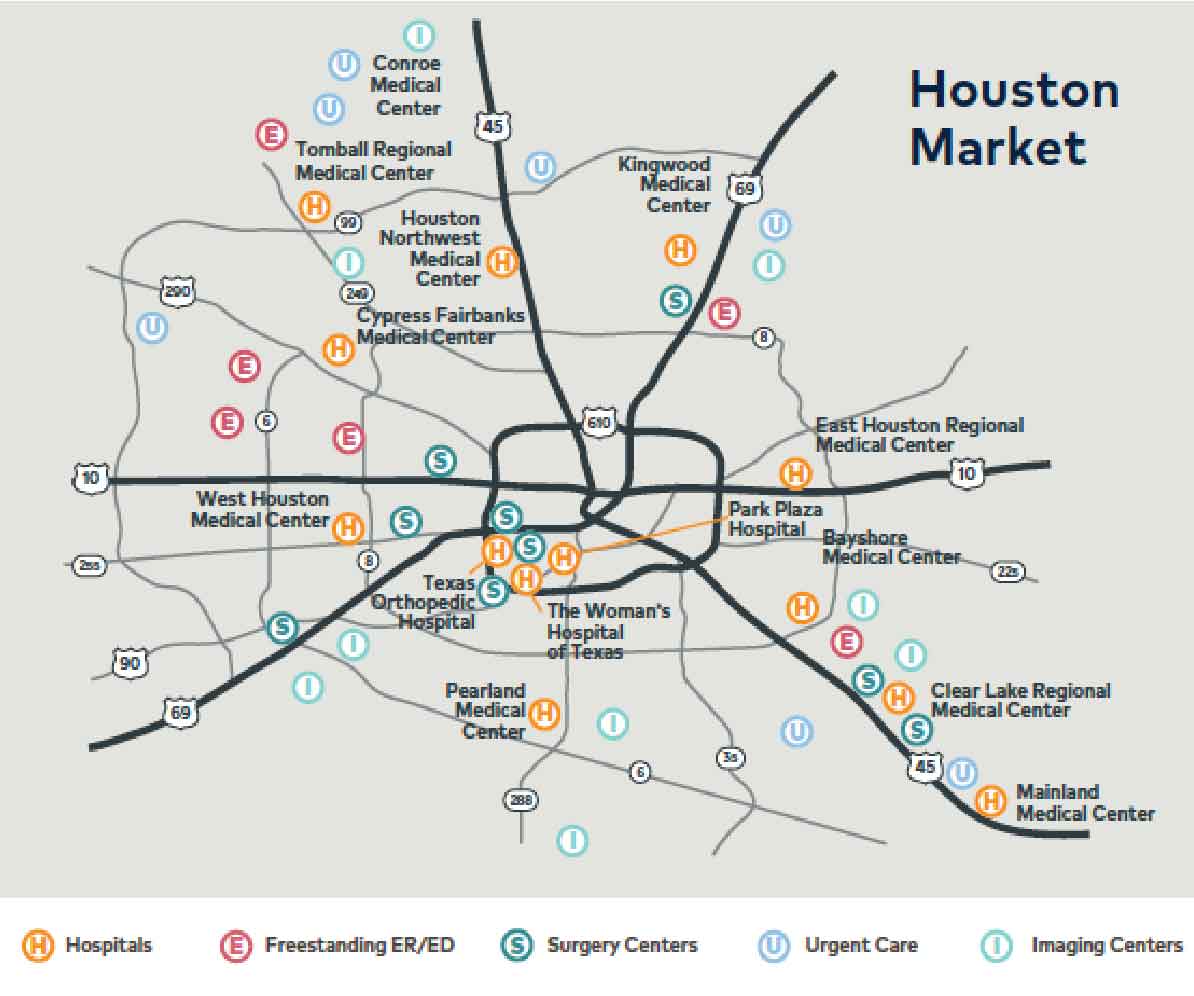 Houston
Market
I
U
Conroe
Medical
Center
U
E
45
Tomball Regional
Medical Center
U
Kingwood
Medical
Center
69
H
99
Houston
Northwest
Medical
Center
H
U
H
I
I
290
249
S
E
U
Cypress Fairbanks
Medical Center
H
8
E
E
6
610
E
East Houston Regional
Medical Center
S
10
H
10
West Houston
Medical Center
H
S
S
Park Plaza
Hospital
H
S
H
Bayshore
Medical Center
8
Texas
Orthopedic
Hospital
S
H
22s
The Woman's
Hospital
of Texas
H
I
S
E
I
I
90
I
S
H
Clear Lake Regional
Medical Center
69
Pearland
Medical
Center
H
I
U
S
3s
6
45
U
288
H
Mainland
Medical Center
I
H Hospitals
E Freestanding ER/ED
S Surgery Centers
U Urgent Care
I Imaging Centers